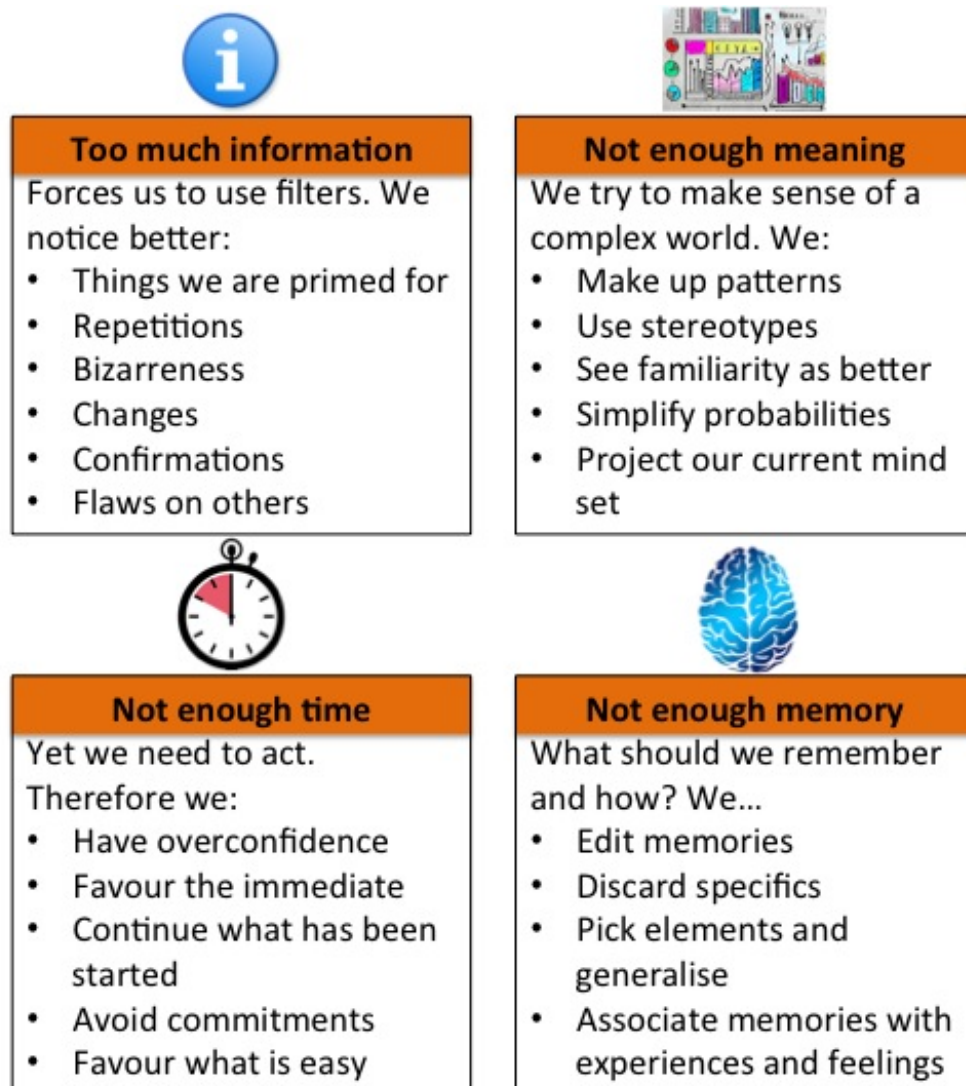 Too much information
Forces us to use filters. We
notice better:
• Things we are primed for
• Repetitions
• Bizarreness
• Changes
• Confirmations
• Flaws on others
Not enough meaning
We try to make sense of a
complex world. We:
• Make up patterns
• Use stereotypes
• See familiarity as better
• Simplify probabilities
• Project our current mind
set
Not enough time
Yet we need to act.
Therefore we:
• Have overconfidence
• Favour the immediate
• Continue what has been
started
• Avoid commitments
• Favour what is easy
Not enough memory
What should we remember
and how? We...
• Edit memories
• Discard specifics
• Pick elements and
generalise
• Associate memories with
experiences and feelings